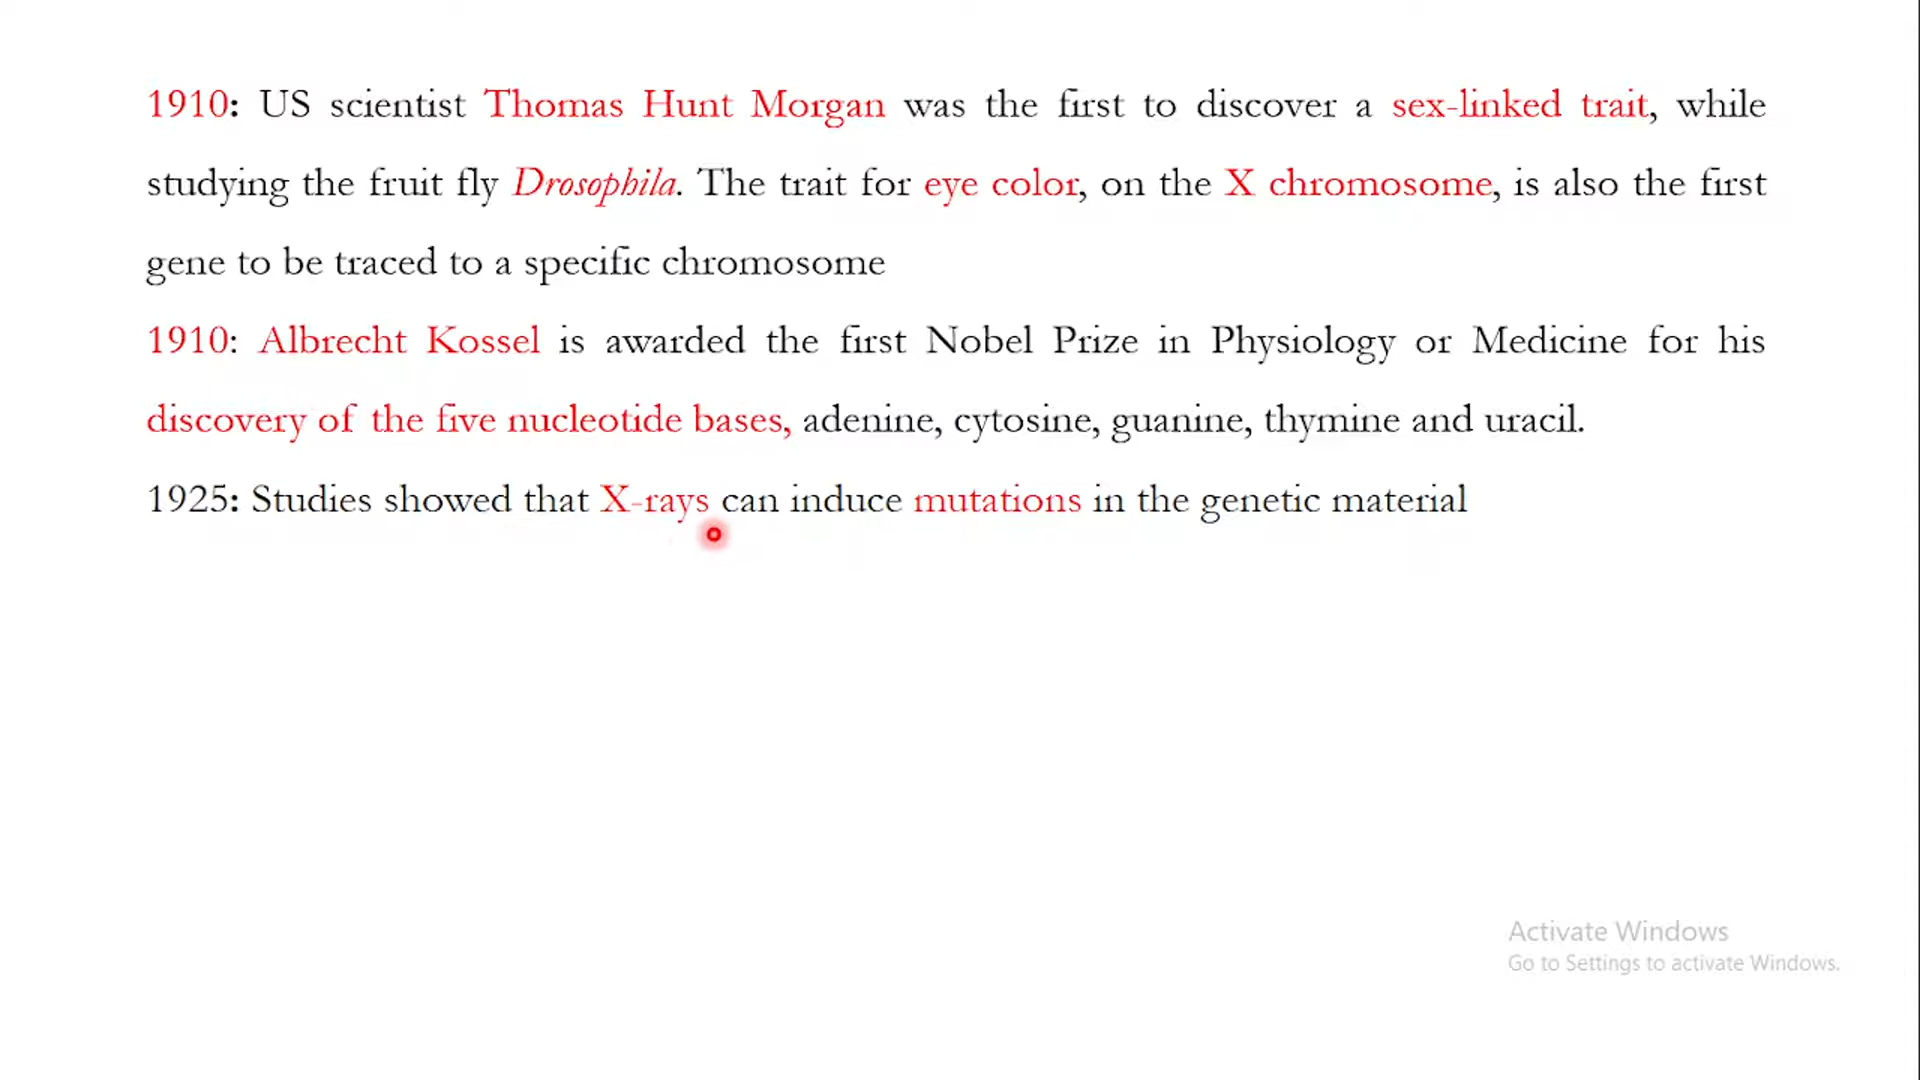 1910: US scientist Thomas Hunt Morgan was the first to discover a sex-linked trait, while
studying the fruit fly Drosophila. The trait for eye color, on the X chromosome, is also the first
gene to be traced to a specific chromosome
1910: Albrecht Kossel is awarded the first Nobel Prize in Physiology or Medicine for his
discovery of the five nucleotide bases, adenine, cytosine, guanine, thymine and uracil.
1925: Studies showed that X-rays can induce mutations in the genetic material
Activate Windows
Go to Settings to activate Windows.